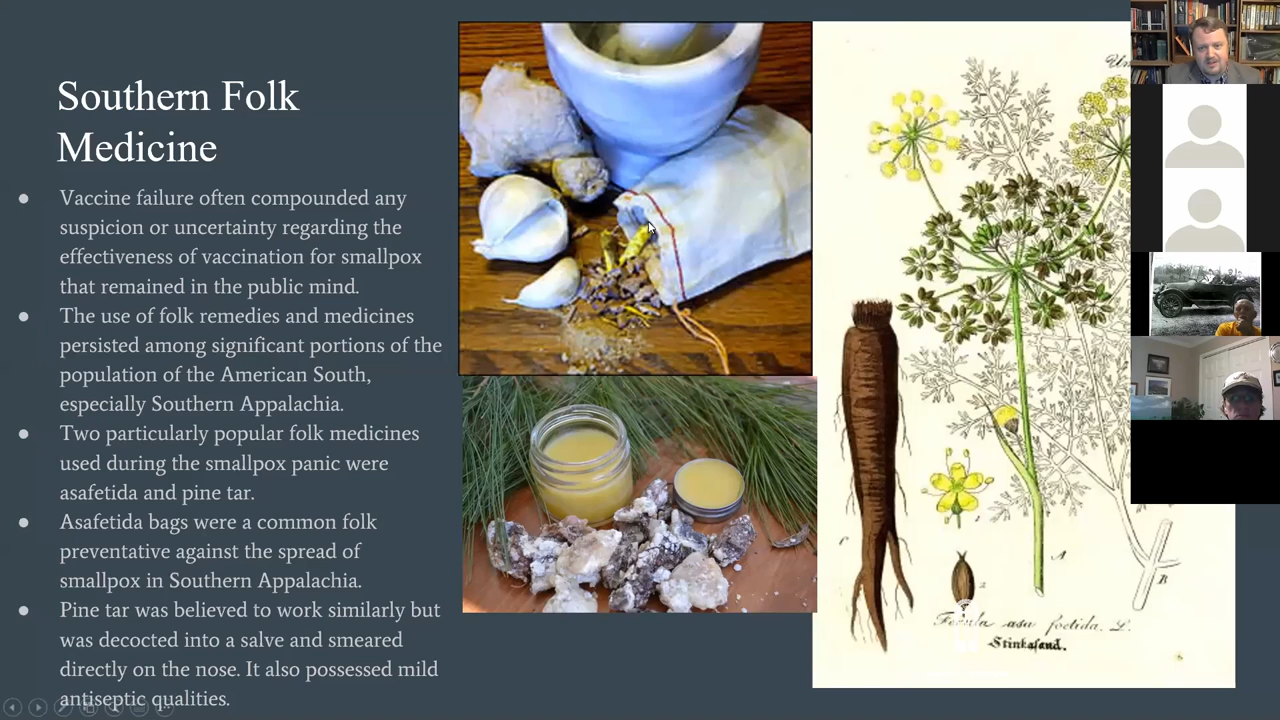 Southern Folk
Medicine
● Vaccine failure often compounded any
suspicion or uncertainty regarding the
effectiveness of vaccination for smallpox
that remained in the public mind.
● The use of folk remedies and medicines
persisted among significant portions of the
population of the American South,
especially Southern Appalachia.
● Two particularly popular folk medicines
used during the smallpox panic were
asafetida and pine tar.
● Asafetida bags were a common folk
preventative against the spread of
smallpox in Southern Appalachia.
● Pine tar was believed to work similarly but
was decocted into a salve and smeared
directly on the nose. It also possessed mild
antiseptic qualities.
A
B
Ferula asa foetida. L.
Stinkasand.